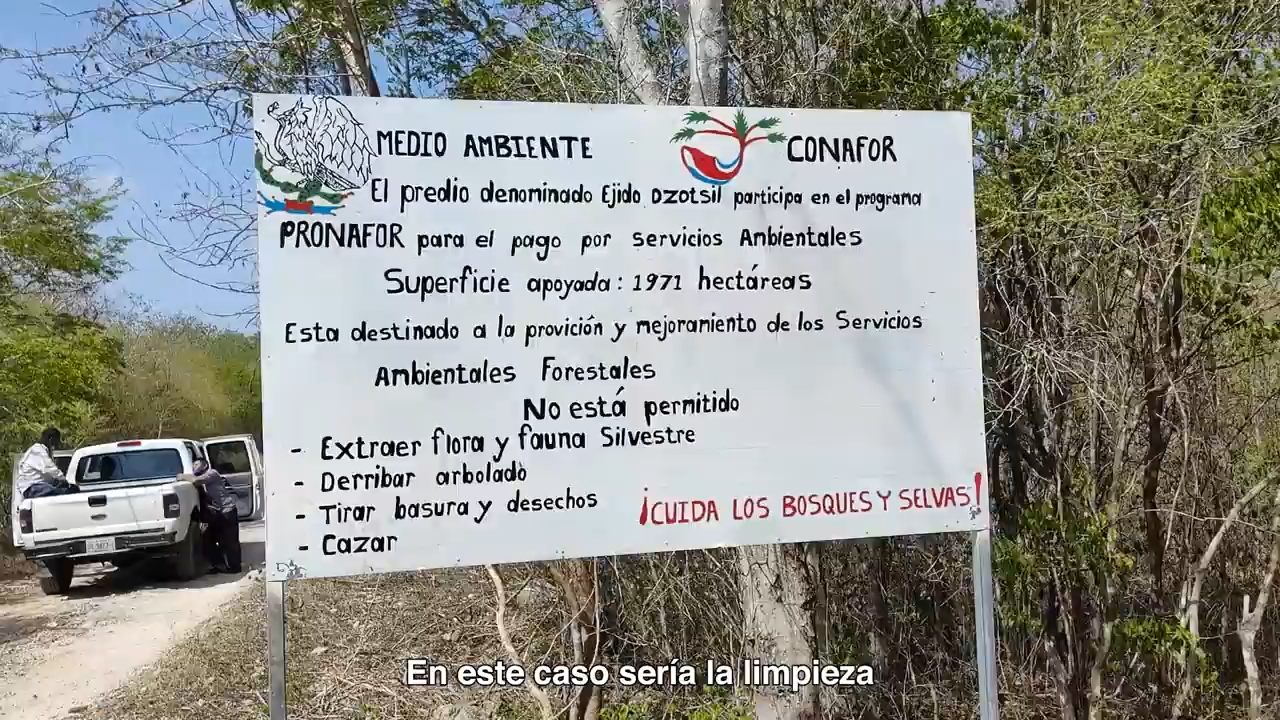 MEDIO AMBIENTE CONAFOR
El predio denominado Ejido Dzotsil participa en el programa
PRONAFOR para el pago por Servicios Ambientales
Superficie apoyada: 1971 hectáreas
Esta destinado a la provición y mejoramiento de los Servicios
Ambientales Forestales
No está permitido
- Extraer flora y fauna Silvestre
- Derribar arbolado
- Tirar basura y desechos
¡CUIDA LOS BOSQUES Y SELVAS!
- Cazar
En este caso sería la limpieza